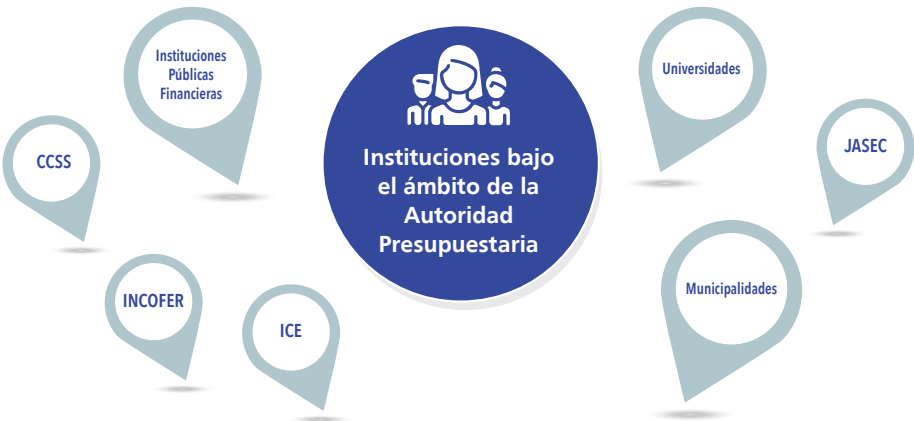 Instituciones
Públicas
Financieras
Universidades
CCSS
JASEC
Instituciones bajo
el ámbito de la
Autoridad
Presupuestaria
INCOFER
ICE
Municipalidades